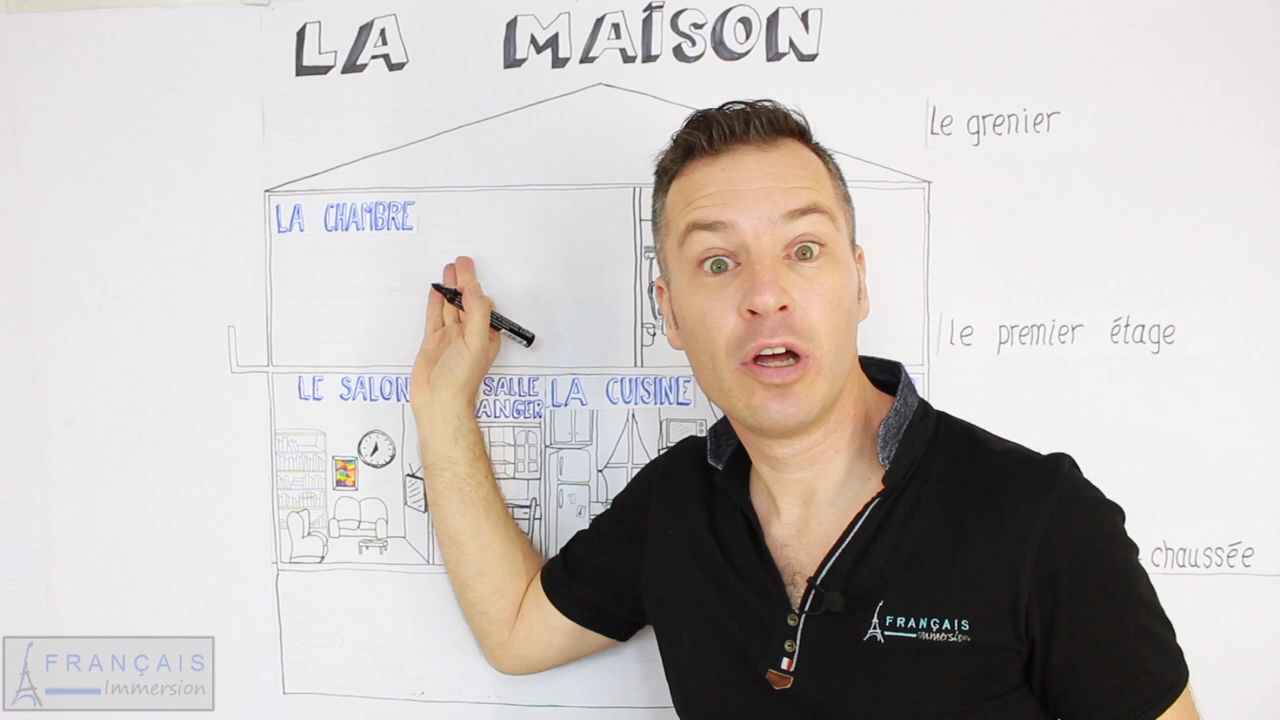 LA MAISON
Le grenier
LA CHAMBRE
Le premier étage
LE SALON
SALLE
ANGER
LA CUISINE
chaussée
FRANÇAIS
immersion
FRANÇAIS
Immersion